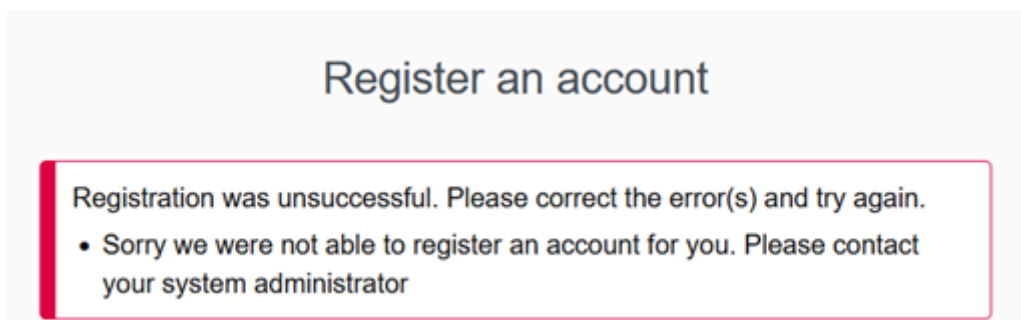 Register an account
Registration was unsuccessful. Please correct the error(s) and try again.
• Sorry we were not able to register an account for you. Please contact
your system administrator